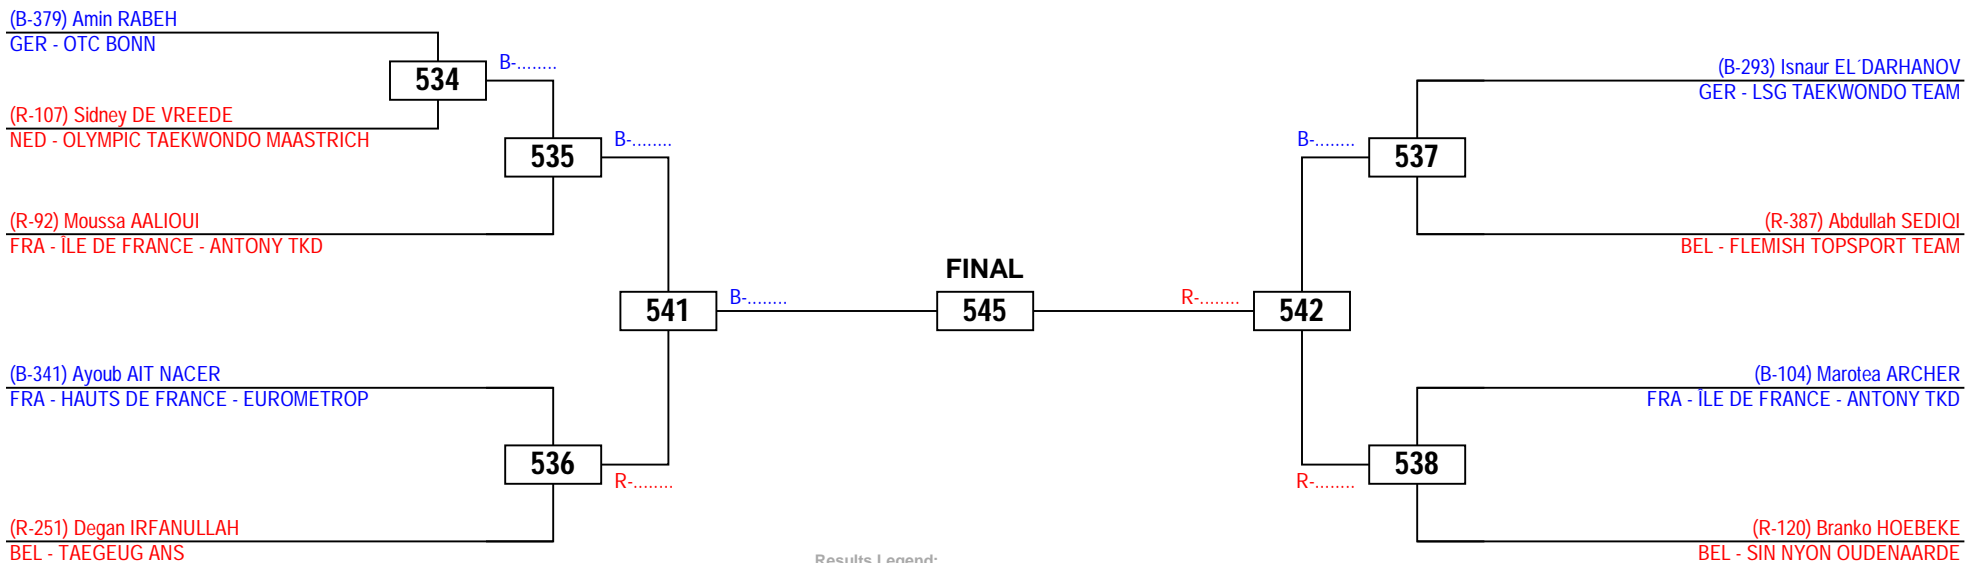 (B-379) Amin RABEH
GER - OTC BONN
534
B-........
(R-107) Sidney DE VREEDE
NED - OLYMPIC TAEKWONDO MAASTRICH
535
B-........
(R-92) Moussa AALIOUI
FRA - ÎLE DE FRANCE - ANTONY TKD
541
B-........
(B-341) Ayoub AIT NACER
FRA - HAUTS DE FRANCE - EUROMETROP
536
R-........
(R-251) Degan IRFANULLAH
BEL - TAEGEUG ANS
FINAL
545
(B-293) Isnaur EL´DARHANOV
GER - LSG TAEKWONDO TEAM
B-........
537
(R-387) Abdullah SEDIQI
BEL - FLEMISH TOPSPORT TEAM
R-........
542
(B-104) Marotea ARCHER
FRA - ÎLE DE FRANCE - ANTONY TKD
538
R-........
(R-120) Branko HOEBEKE
BEL - SIN NYON OUDENAARDE
Results Legend: